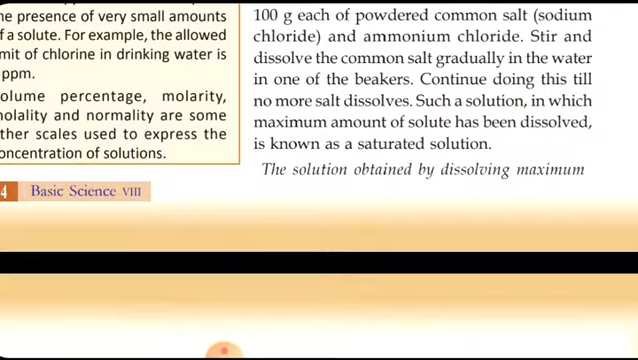 e presence of very small amounts
f a solute. For example, the allowed
mit of chlorine in drinking water is
ppm.
olume percentage, molarity,
nolality and normality are some
ther scales used to express the
oncentration of solutions.
4 Basic Science VIII
100 g each of powdered common salt (sodium
chloride) and ammonium chloride. Stir and
dissolve the common salt gradually in the water
in one of the beakers. Continue doing this till
no more salt dissolves. Such a solution, in which
maximum amount of solute has been dissolved,
is known as a saturated solution.
The solution obtained by dissolving maximum